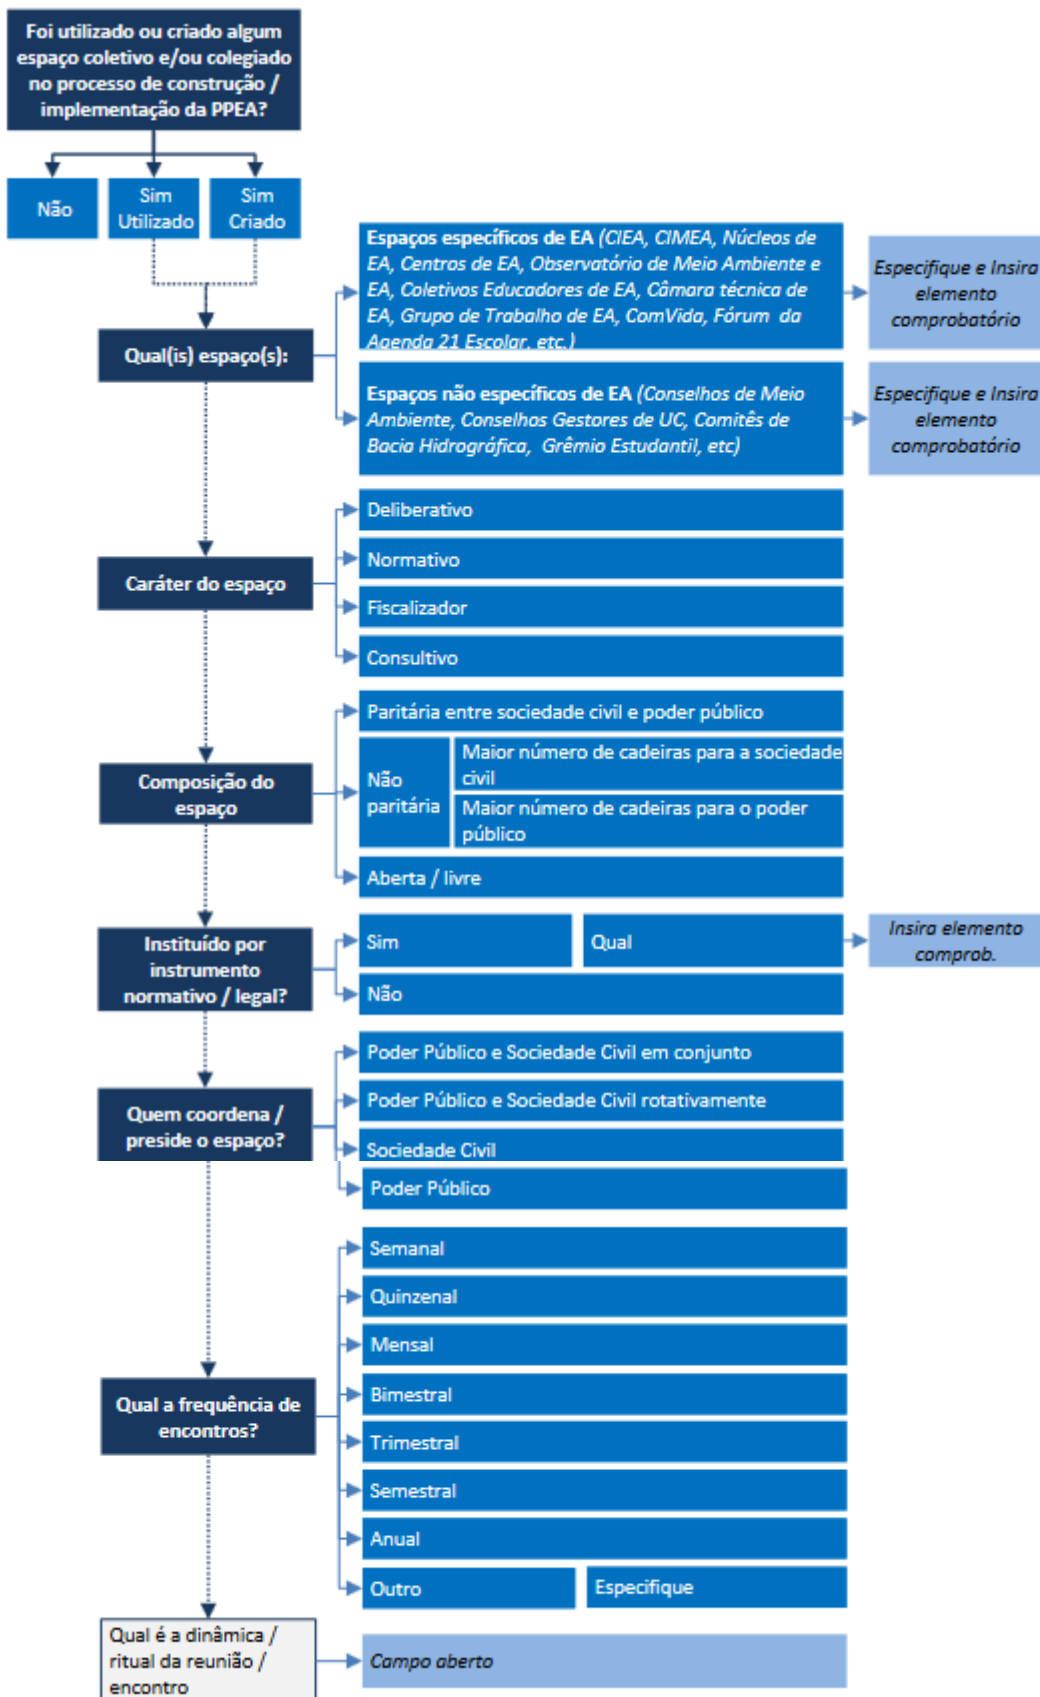 Foi utilizado ou criado algum
espaço coletivo e/ou colegiado
no processo de construção /
implementação da PPEA?
Não
Sim
Utilizado
Sim
Criado
Qual(is) espaço(s):
Espaços específicos de EA (CIEA, CIMEA, Núcleos de
EA, Centros de EA, Observatório de Meio Ambiente e
EA, Coletivos Educadores de EA, Câmara técnica de
EA, Grupo de Trabalho de EA, ComVida, Fórum da
Agenda 21 Escolar, etc.)
Especifique e Insira
elemento
comprobatório
Espaços não específicos de EA (Conselhos de Meio
Ambiente, Conselhos Gestores de UC, Comitês de
Bacia Hidrográfica, Grêmio Estudantil, etc)
Especifique e Insira
elemento
comprobatório
Caráter do espaço
Deliberativo
Normativo
Fiscalizador
Consultivo
Composição do
espaço
Paritária entre sociedade civil e poder público
Não
paritária
Maior número de cadeiras para a sociedade
civil
Maior número de cadeiras para o poder
público
Aberta / livre
Instituído por
instrumento
normativo / legal?
Sim
Qual
Insira elemento
comprob.
Não
Quem coordena /
preside o espaço?
Poder Público e Sociedade Civil em conjunto
Poder Público e Sociedade Civil rotativamente
Sociedade Civil
Poder Público
Qual a frequência de
encontros?
Semanal
Quinzenal
Mensal
Bimestral
Trimestral
Semestral
Anual
Outro
Especifique
Qual é a dinâmica /
ritual da reunião /
encontro
Campo aberto